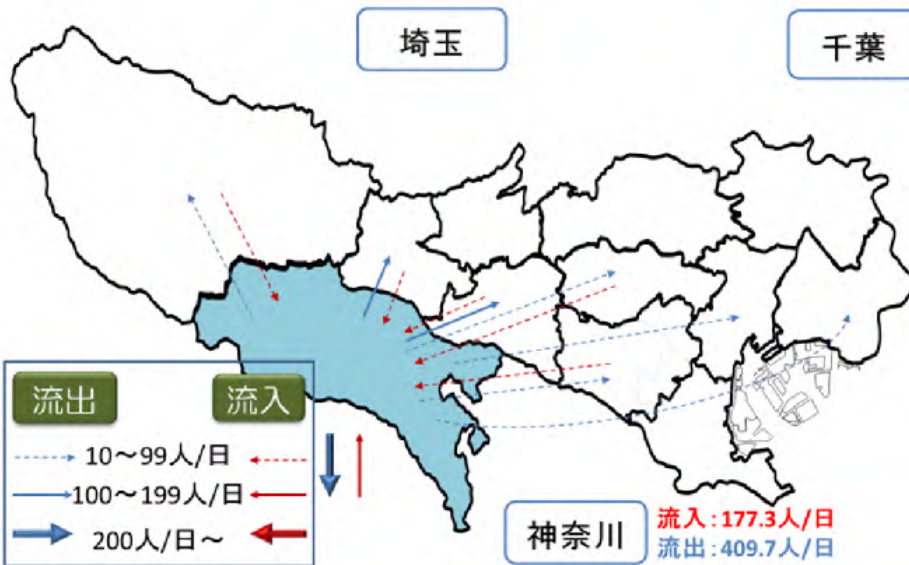 埼玉
千葉
流出 流入
10～99人/日
100～199人/日
200人/日～
神奈川
流入:177.3人/日
流出:409.7人/日